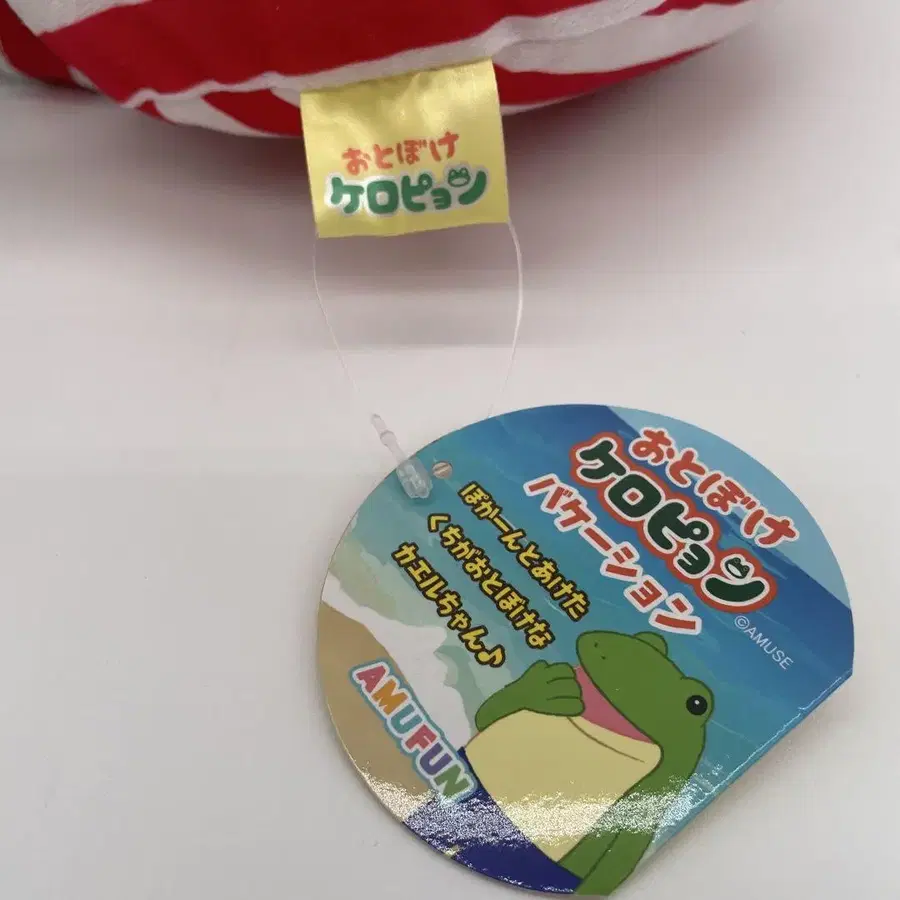 おとぼけ
ケロピョン
おとぼけ
ケロピョン
バケーション
©AMUSE
ぽかーんとあけた
くちがおとぼけな
カエルちゃん♪
AMUFUN